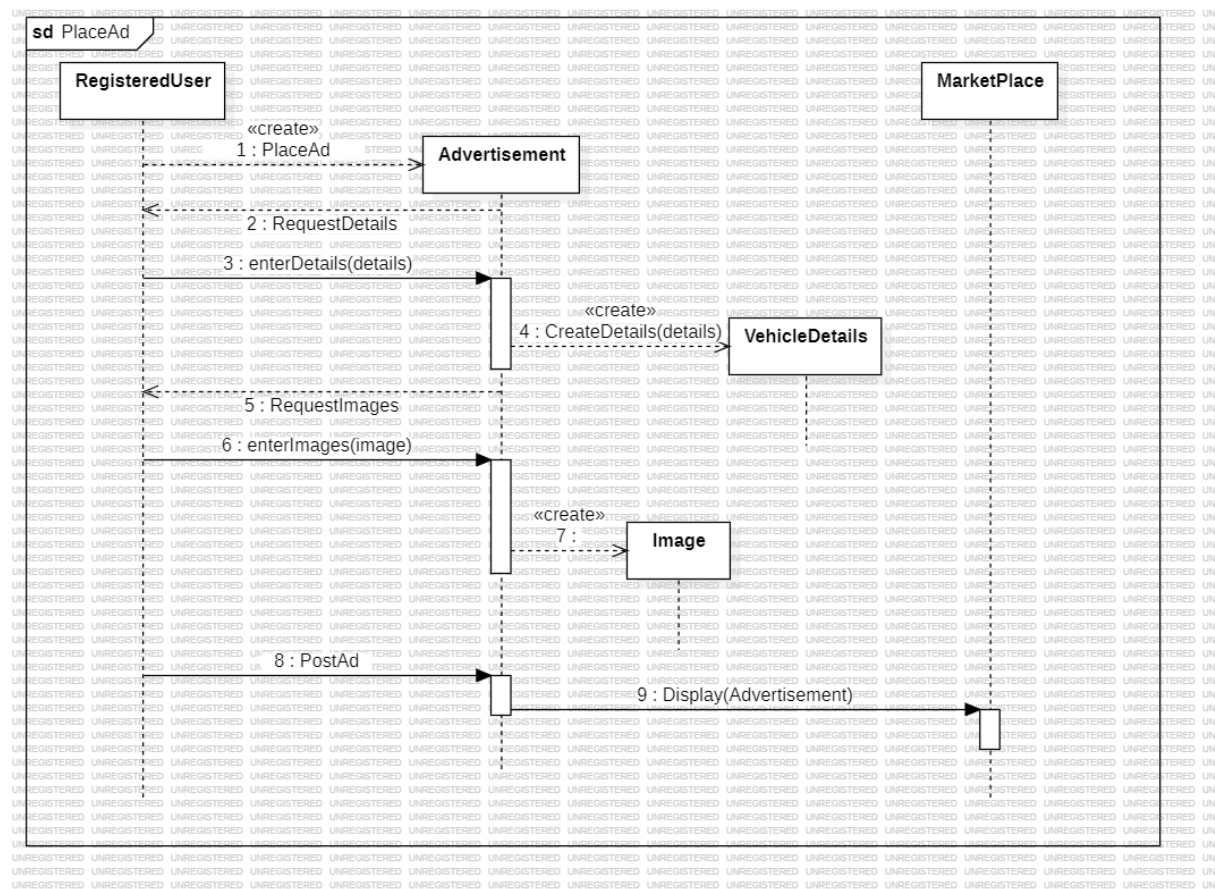 sd PlaceAd
RegisteredUser
MarketPlace
«create»
1 : PlaceAd
Advertisement
2 : RequestDetails
3 : enterDetails(details)
«create»
4 : CreateDetails(details)
VehicleDetails
5 : RequestImages
6 : enterImages(image)
«create»
7 :
Image
8 : PostAd
9 : Display(Advertisement)
UNREGISTERED